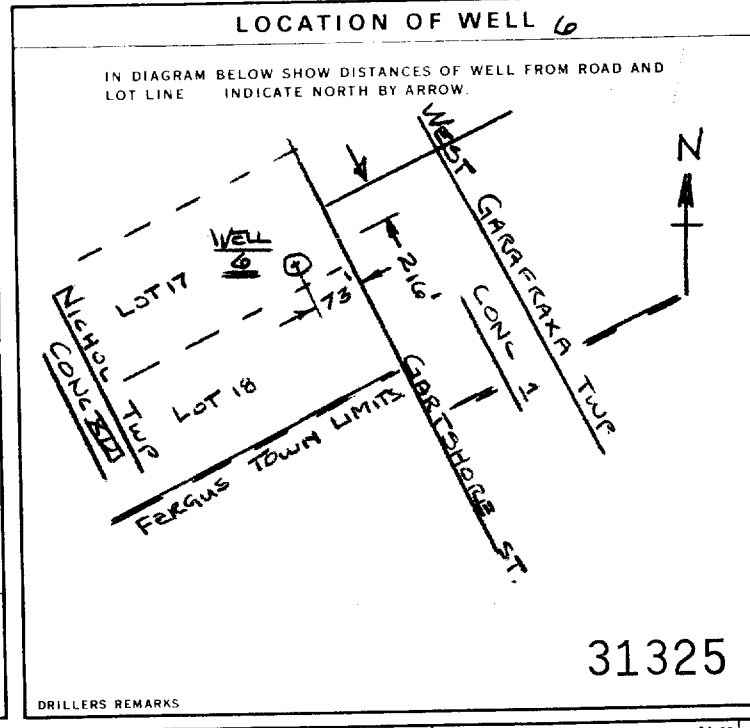 LOCATION OF WELL 6
IN DIAGRAM BELOW SHOW DISTANCES OF WELL FROM ROAD AND
LOT LINE INDICATE NORTH BY ARROW.
WEST GARAFRAXA TWP
N
WELL
6
LOT 17
73'
216'
CONC 1
NICHOL TWP
CONC
LOT 18
GARTSHORE ST.
FERGUS TOWN LIMITS
31325
DRILLERS REMARKS